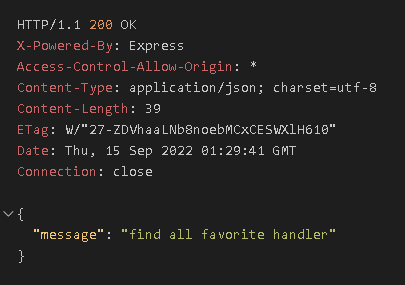 HTTP/1.1 200 OK
X-Powered-By: Express
Access-Control-Allow-Origin: *
Content-Type: application/json; charset=utf-8
Content-Length: 39
ETag: W/"27-ZDVhaaLNb8noebMCxCESWXlH610"
Date: Thu, 15 Sep 2022 01:29:41 GMT
Connection: close
{
"message": "find all favorite handler"
}